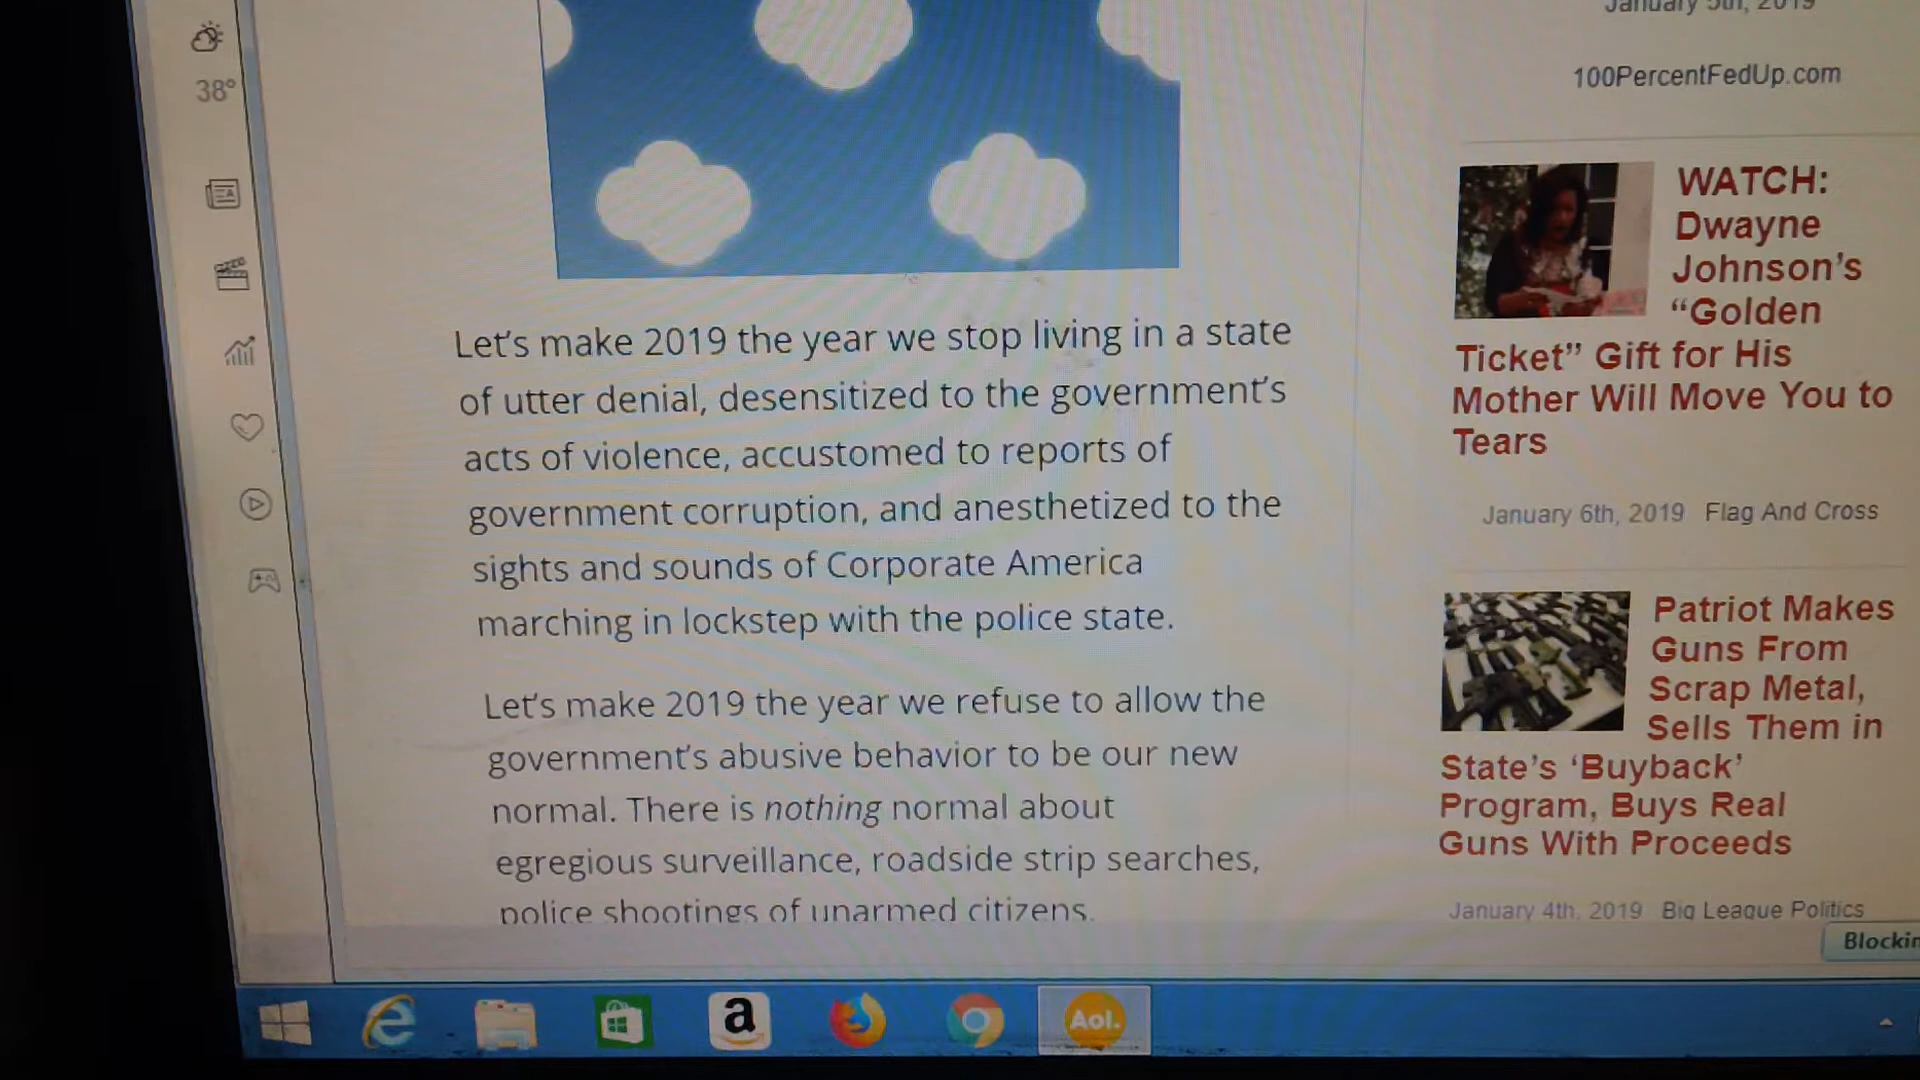 38°
Let's make 2019 the year we stop living in a state
of utter denial, desensitized to the government's
acts of violence, accustomed to reports of
government corruption, and anesthetized to the
sights and sounds of Corporate America
marching in lockstep with the police state.
Let's make 2019 the year we refuse to allow the
government's abusive behavior to be our new
normal. There is nothing normal about
egregious surveillance, roadside strip searches,
police shootings of unarmed citizens.
January 5th, 2019
100PercentFedUp.com
WATCH:
Dwayne
Johnson's
“Golden
Ticket” Gift for His
Mother Will Move You to
Tears
January 6th, 2019 Flag And Cross
Patriot Makes
Guns From
Scrap Metal,
Sells Them in
State's ‘Buyback’
Program, Buys Real
Guns With Proceeds
January 4th, 2019 Big League Politics
a
Aol.